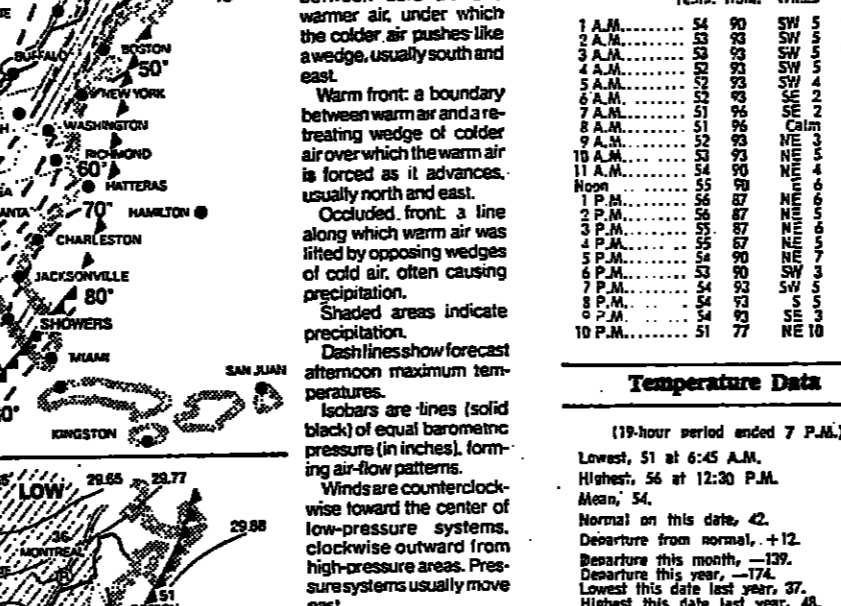 BUFFALO
BOSTON
50°
NEW YORK
WASHINGTON
RICHMOND
60°
HATTERAS
70°
HAMILTON
CHARLESTON
JACKSONVILLE
80°
SHOWERS
MIAMI
SAN JUAN
KINGSTON
LOW
29.65
29.77
29.88
36
MONTREAL
51
warmer air, under which
the colder air pushes like
a wedge, usually south and
east.
Warm front: a boundary
between warm air and a re-
treating wedge of colder
air over which the warm air
is forced as it advances,
usually north and east.
Occluded front: a line
along which warm air was
lifted by opposing wedges
of cold air, often causing
precipitation.
Shaded areas indicate
precipitation.
Dash lines show forecast
afternoon maximum tem-
peratures.
Isobars are lines (solid
black) of equal barometric
pressure (in inches), form-
ing air-flow patterns.
Winds are counterclock-
wise toward the center of
low-pressure systems,
clockwise outward from
high-pressure areas. Pres-
sure systems usually move
east.
1 A.M......... 54 90 SW 5
2 A.M......... 53 93 SW 5
3 A.M......... 53 93 SW 5
4 A.M......... 52 93 SW 5
5 A.M......... 52 93 SW 4
6 A.M. ........ 52 93 SE 2
7 A.M......... 51 96 SE 2
8 A.M......... 51 96 Calm
9 A.M......... 52 93 NE 3
10 A.M......... 53 93 NE 5
11 A.M......... 54 90 NE 4
Noon .. ....... 55 90 E 6
1 P.M......... 56 87 NE 6
2 P.M......... 56 87 NE 5
3 P.M......... 55 87 NE 6
4 P.M......... 55 87 NE 5
5 P.M......... 54 90 NE 7
6 P.M......... 53 90 SW 3
7 P.M......... 54 93 SW 5
8 P.M. ... .. . 54 93 S 5
9 P.M. ... ..... 54 93 SE 3
10 P.M......... 51 77 NE 10
Temperature Data
(19-hour period ended 7 P.M.)
Lowest, 51 at 6:45 A.M.
Highest, 56 at 12:30 P.M.
Mean, 54.
Normal on this date, 42.
Departure from normal, +12.
Departure this month, —139.
Departure this year, —174.
Lowest this date last year, 37.
Highest this date last year, 48.